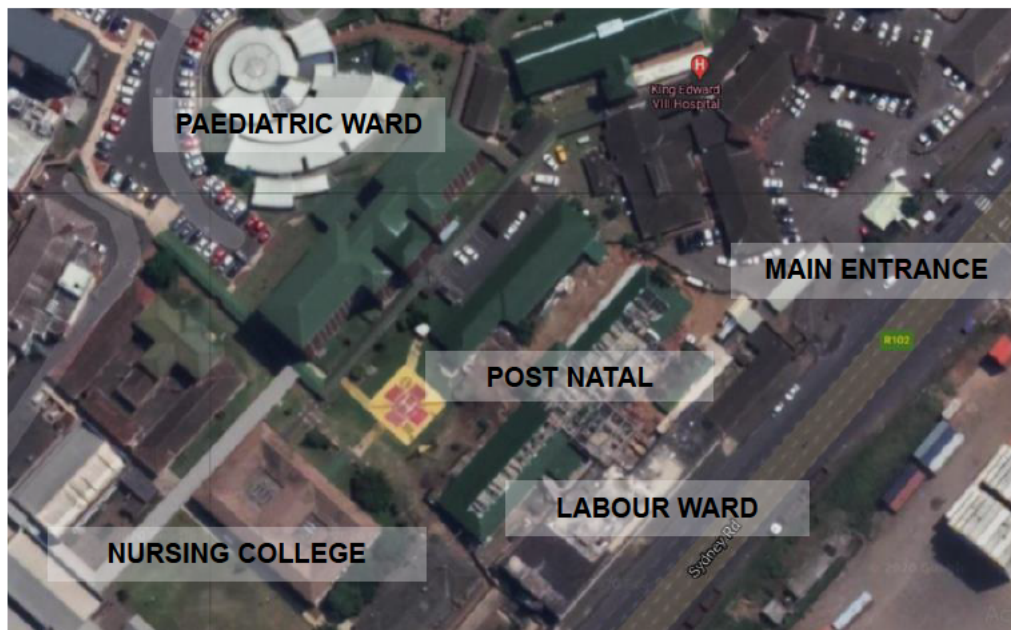 King Edward
VIII Hospital
PAEDIATRIC WARD
MAIN ENTRANCE
R102
POST NATAL
LABOUR WARD
Sydney Rd
NURSING COLLEGE